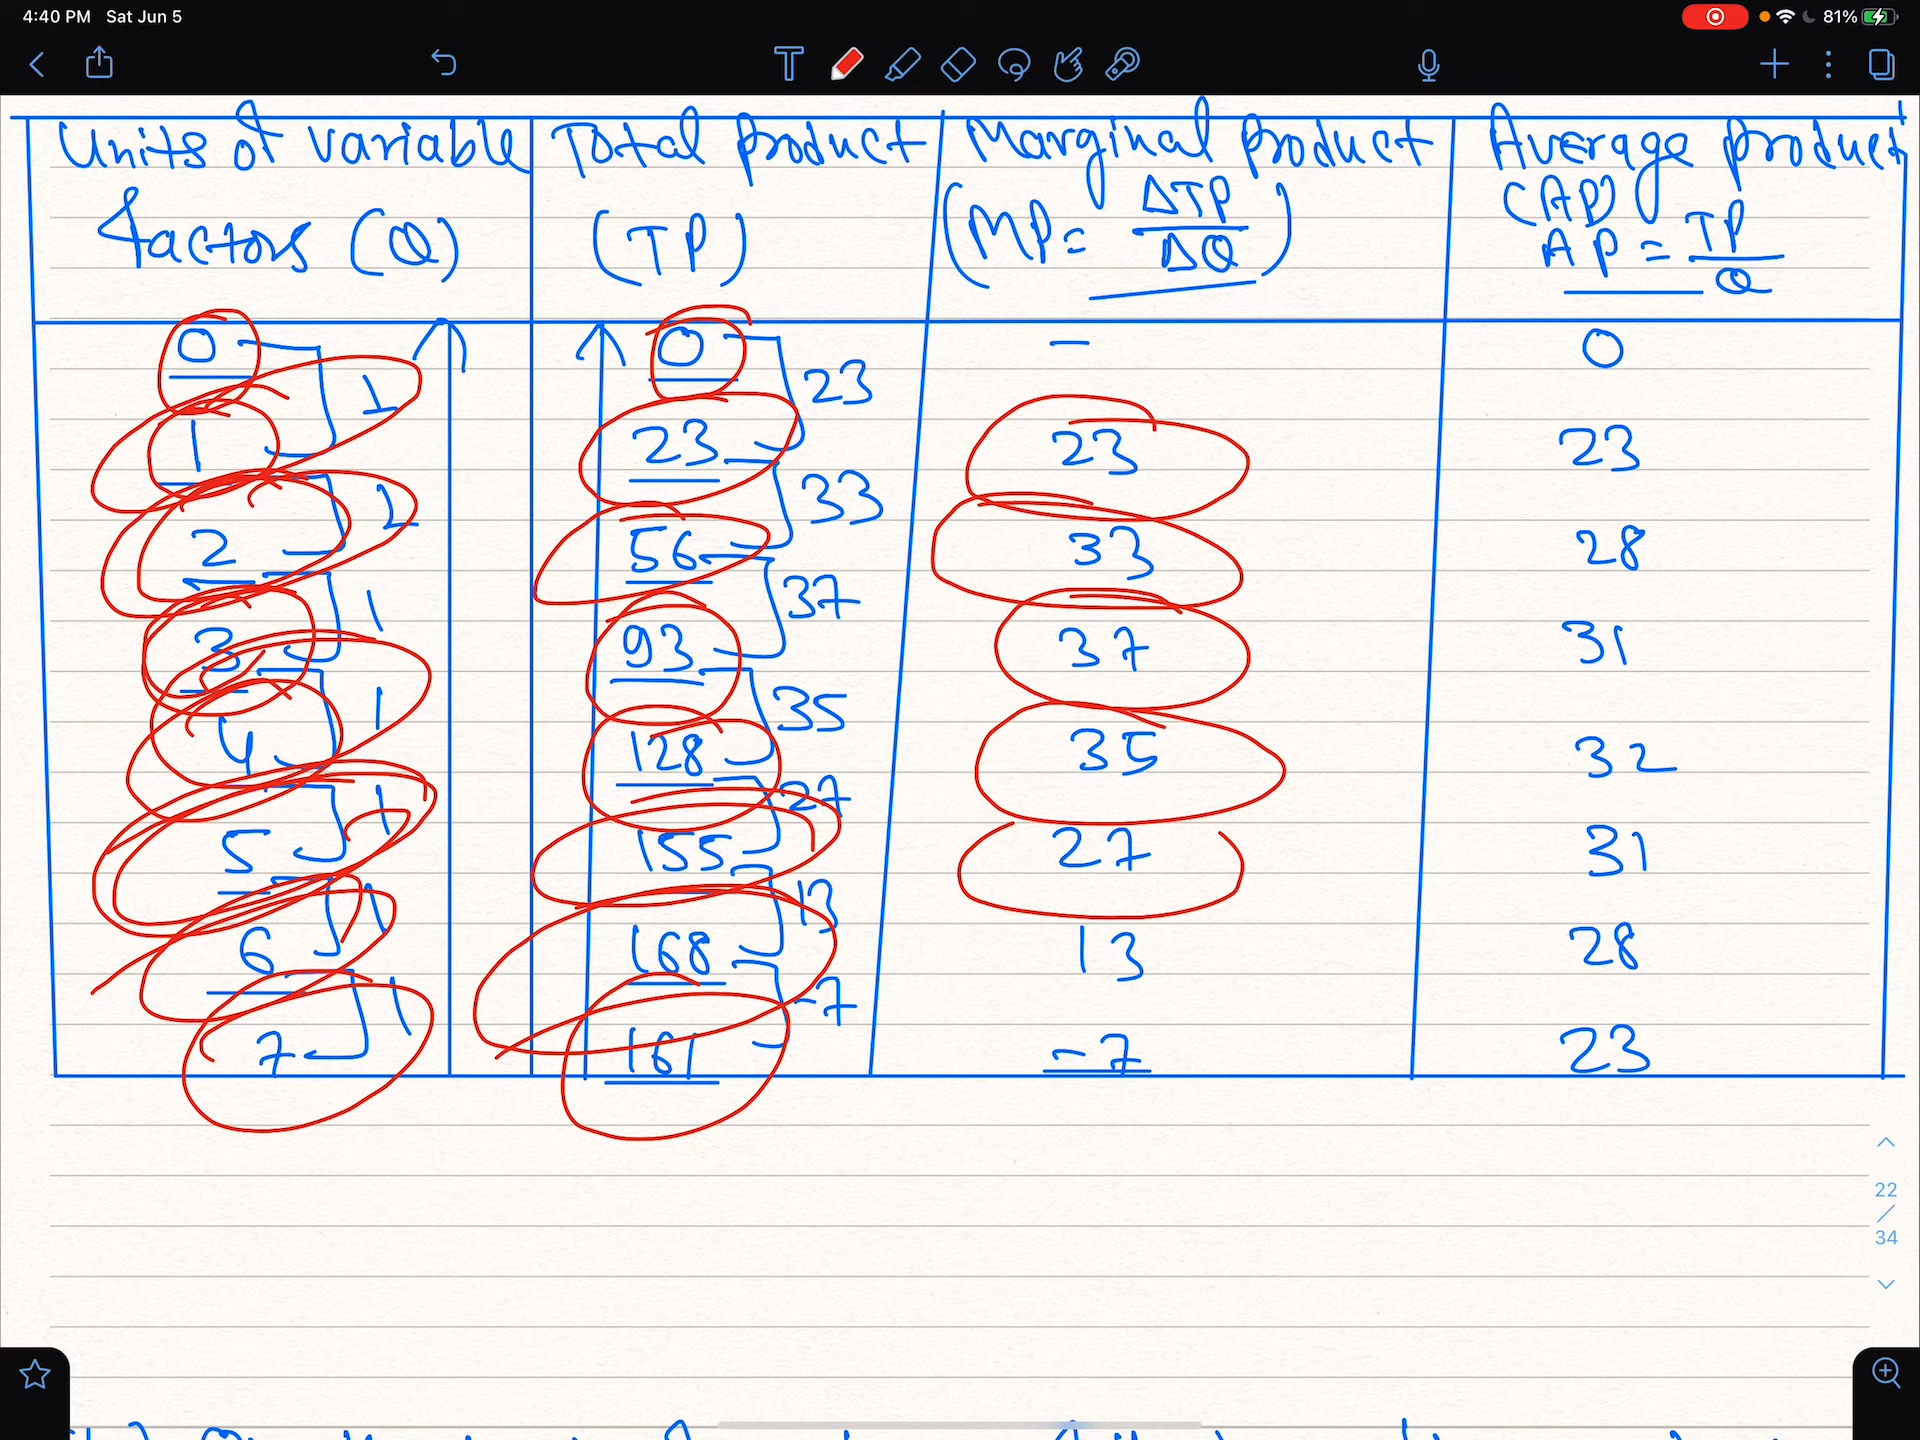 4:40 PM Sat Jun 5
81%
Units of variable factors (Q)
Total product (TP)
Marginal product (MP = ΔTP / ΔQ)
Average product (AP) AP = TP / Q
0 0 — 0
1 23
1 23 23 23
1 33
2 56 33 28
1 37
3 93 37 31
1 35
4 128 35 32
1 27
5 155 27 31
1 13
6 168 13 28
1 -7
7 161 -7 23
22 / 34